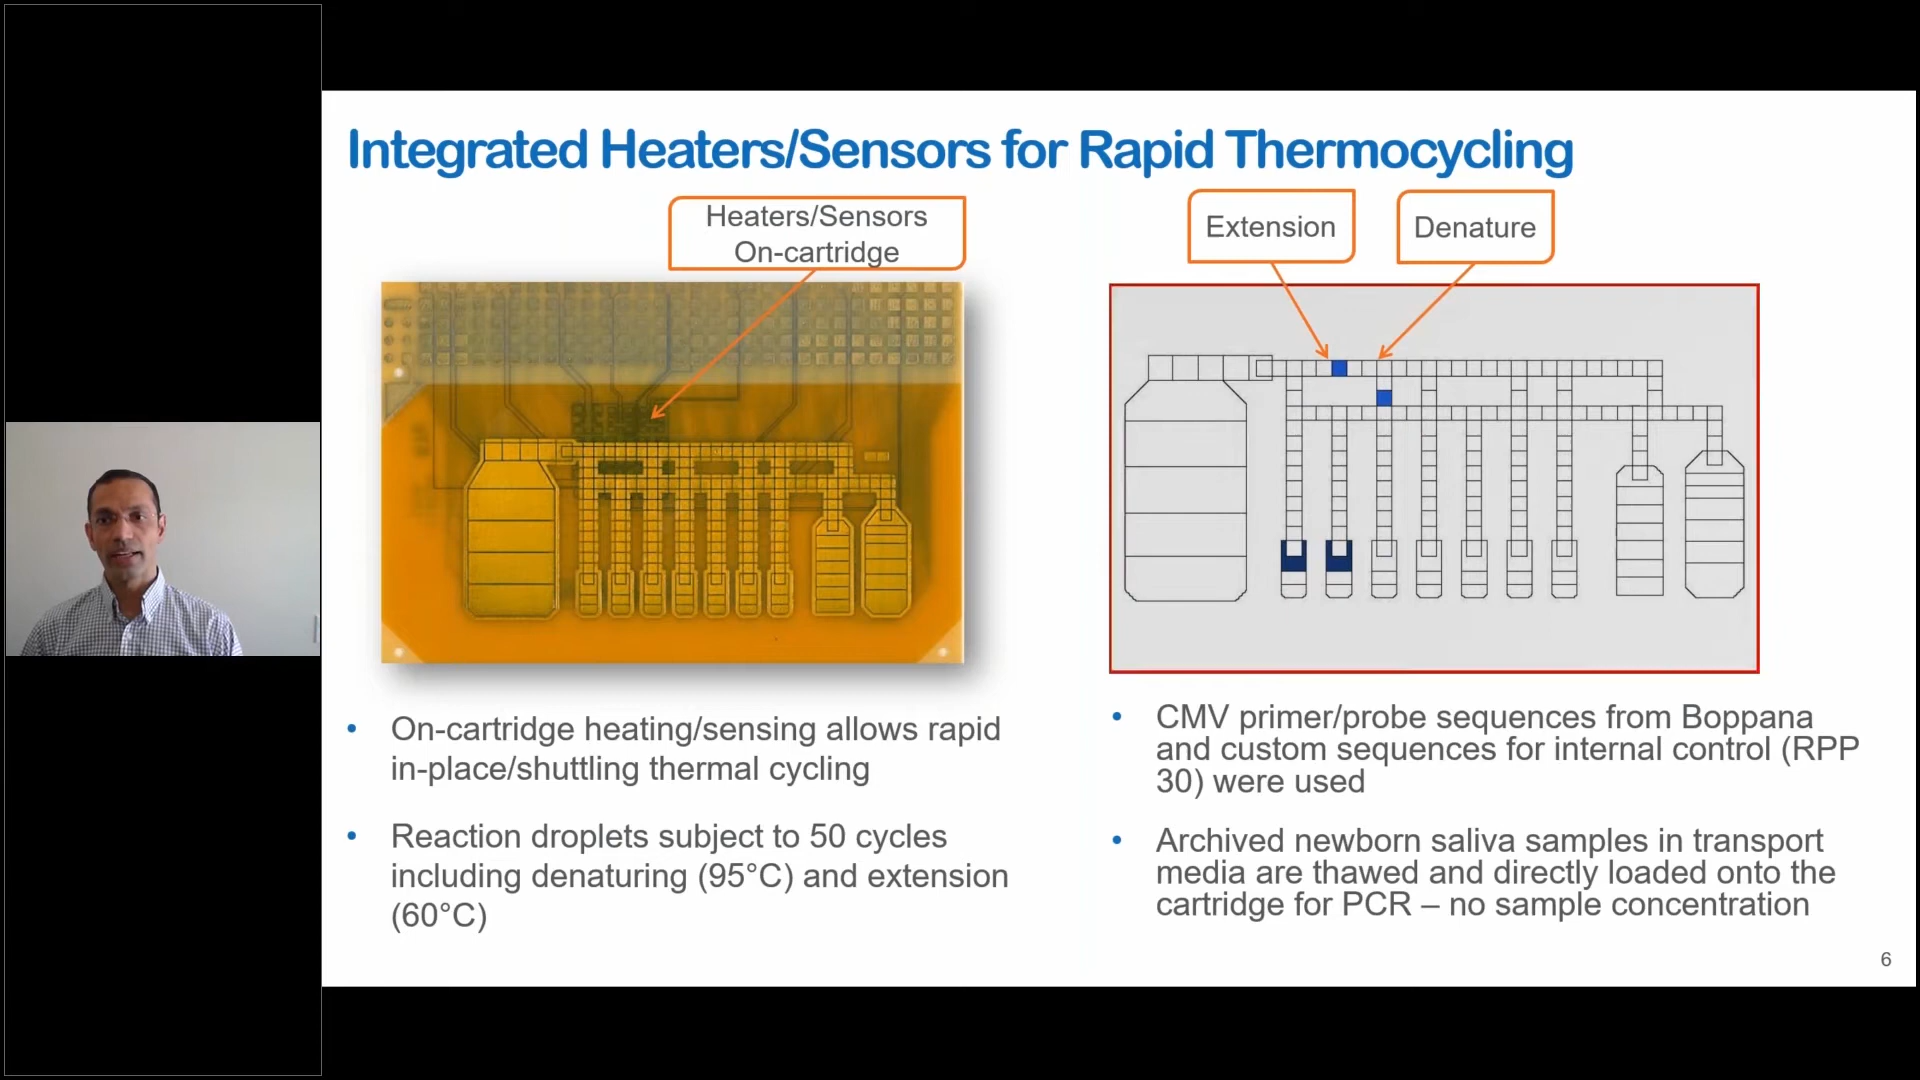 Integrated Heaters/Sensors for Rapid Thermocycling
Heaters/Sensors
On-cartridge
Extension
Denature
• On-cartridge heating/sensing allows rapid
in-place/shuttling thermal cycling
• Reaction droplets subject to 50 cycles
including denaturing (95°C) and extension
(60°C)
• CMV primer/probe sequences from Boppana
and custom sequences for internal control (RPP
30) were used
• Archived newborn saliva samples in transport
media are thawed and directly loaded onto the
cartridge for PCR – no sample concentration
6